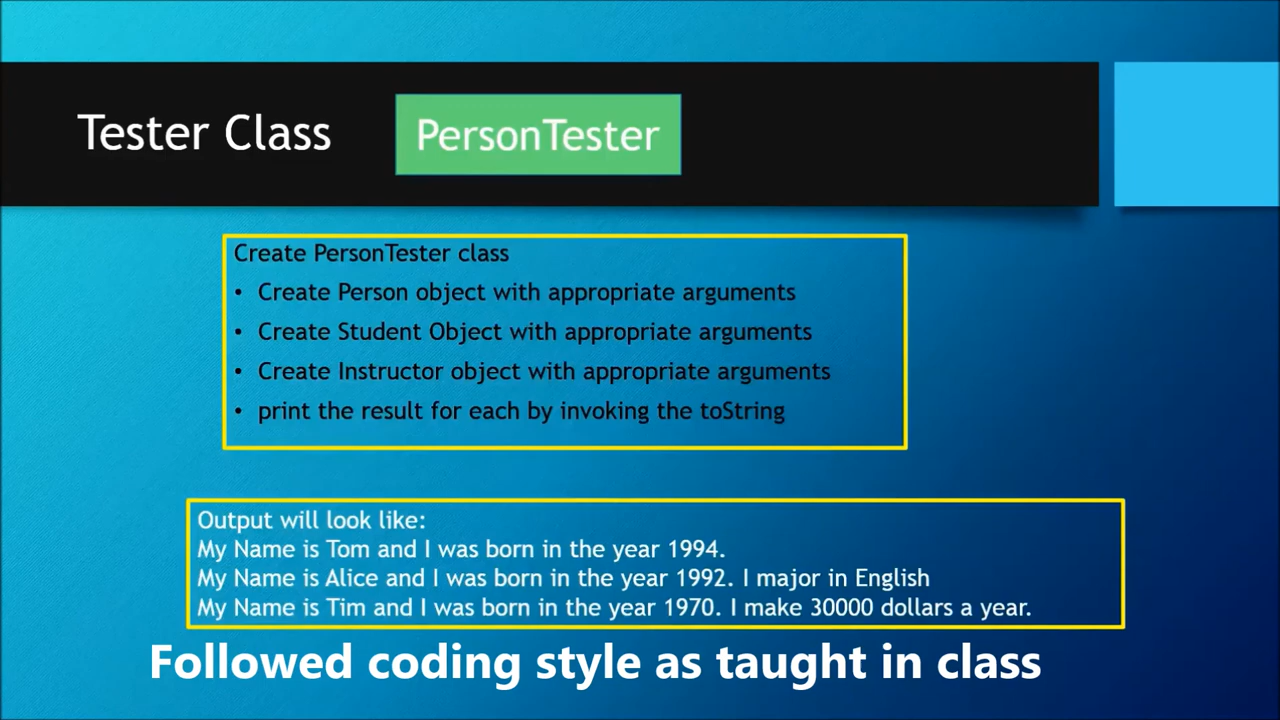 Tester Class
PersonTester
Create PersonTester class
• Create Person object with appropriate arguments
• Create Student Object with appropriate arguments
• Create Instructor object with appropriate arguments
• print the result for each by invoking the toString
Output will look like:
My Name is Tom and I was born in the year 1994.
My Name is Alice and I was born in the year 1992. I major in English
My Name is Tim and I was born in the year 1970. I make 30000 dollars a year.
Followed coding style as taught in class